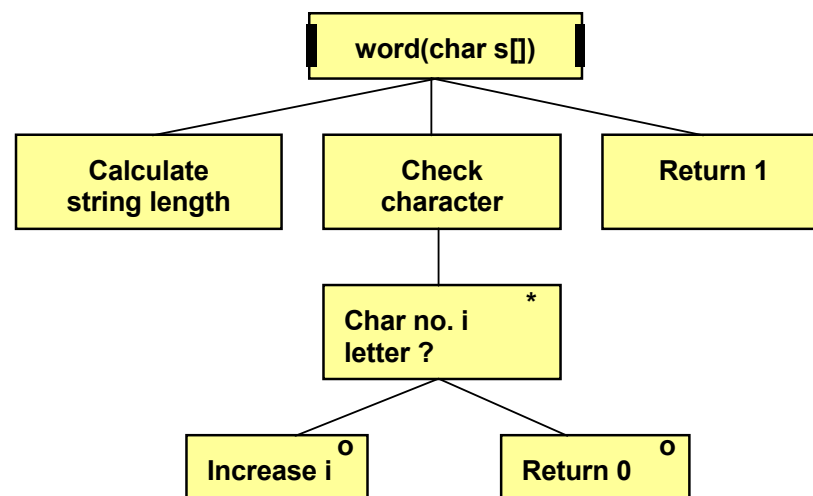 word(char s[])
Calculate
string length
Check
character
Return 1
*
Char no. i
letter ?
o
Increase i
o
Return 0